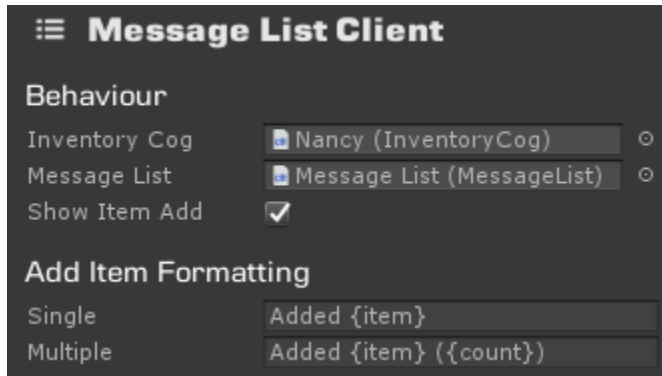 Message List Client
Behaviour
Inventory Cog Nancy (InventoryCog)
Message List Message List (MessageList)
Show Item Add
Add Item Formatting
Single Added {item}
Multiple Added {item} ({count})